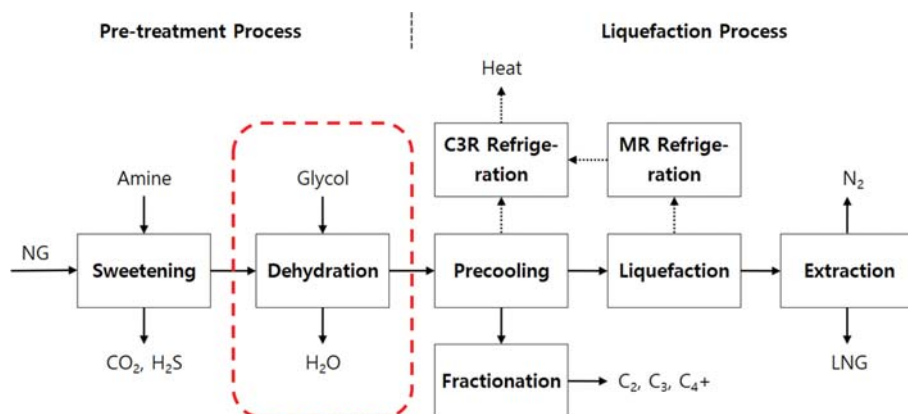 Pre-treatment Process
Liquefaction Process
Heat
C3R Refrige-
ration
MR Refrige-
ration
Amine
Glycol
N₂
NG
Sweetening
Dehydration
Precooling
Liquefaction
Extraction
CO₂, H₂S
H₂O
Fractionation
C₂, C₃, C₄+
LNG